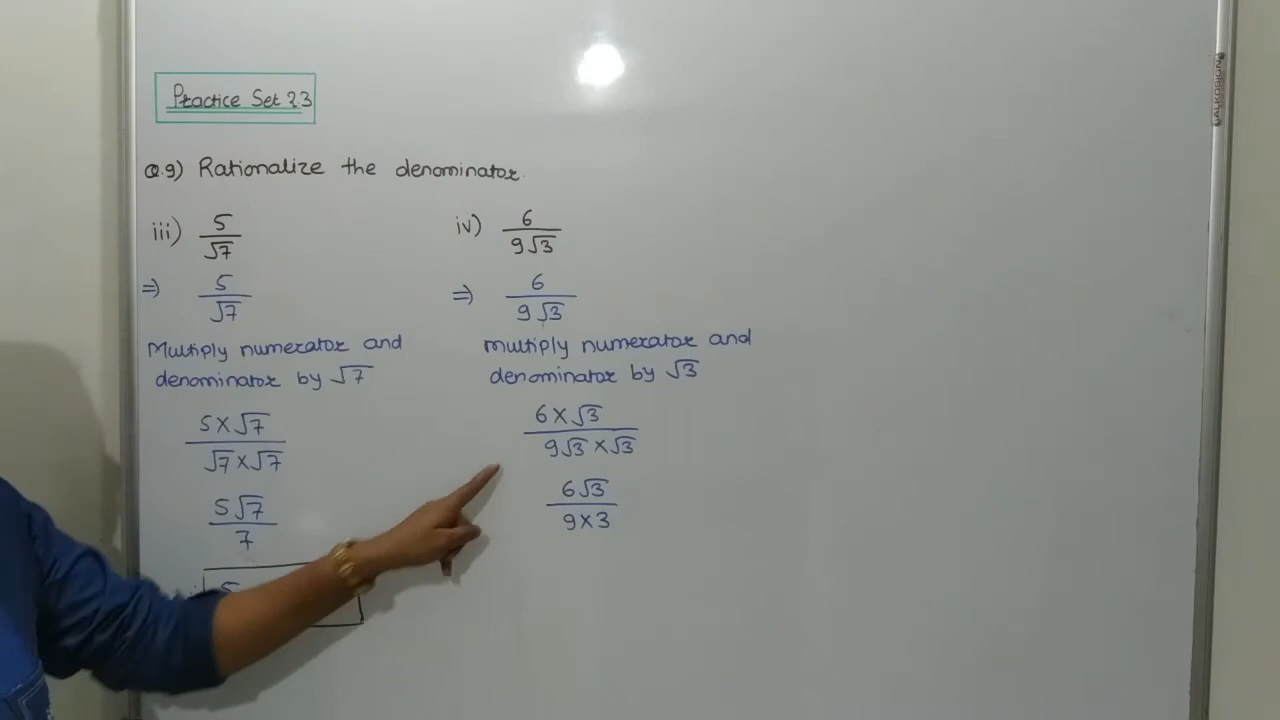 Practice Set 2.3
Q.9) Rationalize the denominator.
iii) 5/√7
⇒ 5/√7
Multiply numerator and
denominator by √7
5×√7/√7×√7
5√7/7
5
iv) 6/9√3
⇒ 6/9√3
multiply numerator and
denominator by √3
6×√3/9√3×√3
6√3/9×3